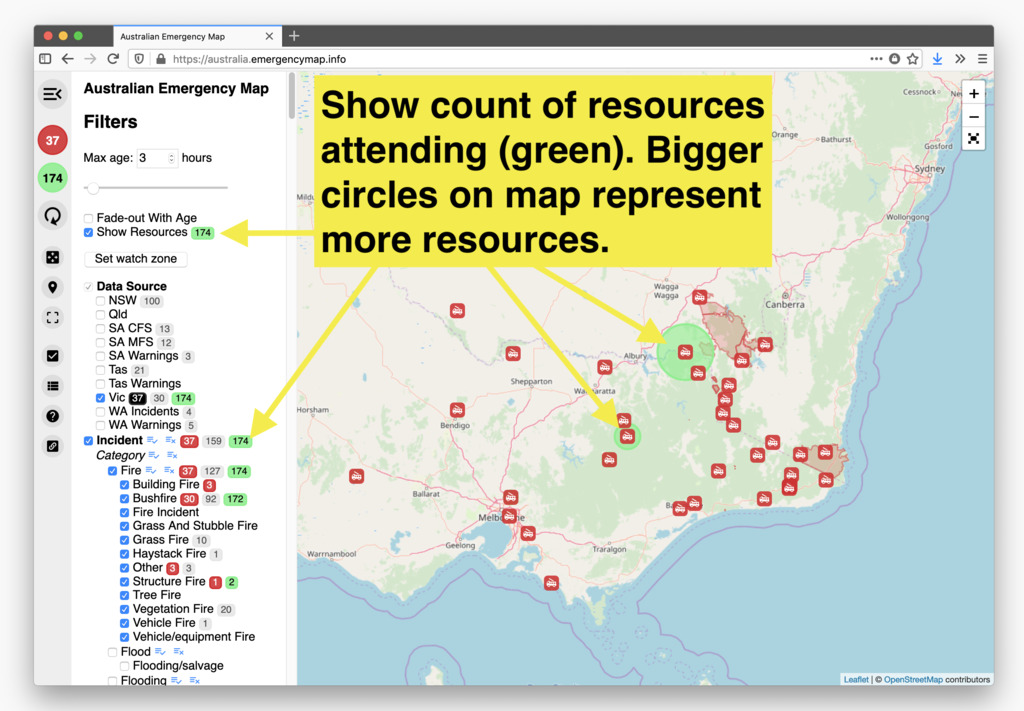 Australian Emergency Map
https://australia.emergencymap.info
37
174
Australian Emergency Map
Filters
Max age: 3 hours
Fade-out With Age
Show Resources 174
Set watch zone
Data Source
NSW 100
Qld
SA CFS 13
SA MFS 12
SA Warnings 3
Tas 21
Tas Warnings
Vic 37 30 174
WA Incidents 4
WA Warnings 5
Incident 37 159 174
Category
Fire 37 127 174
Building Fire 3
Bushfire 30 92 172
Fire Incident
Grass And Stubble Fire
Grass Fire 10
Haystack Fire 1
Other 3 3
Structure Fire 1 2
Tree Fire
Vegetation Fire 20
Vehicle Fire 1
Vehicle/equipment Fire
Flood
Flooding/salvage
Flooding
Show count of resources
attending (green). Bigger
circles on map represent
more resources.
+
−
Cessnock
Orange
Bathurst
Gosford
Sydney
Wollongong
Wagga
Wagga
Canberra
Albury
Shepparton
Horsham
Bendigo
Ballarat
Geelong
Traralgon
Warrnambool
Leaflet | © OpenStreetMap contributors